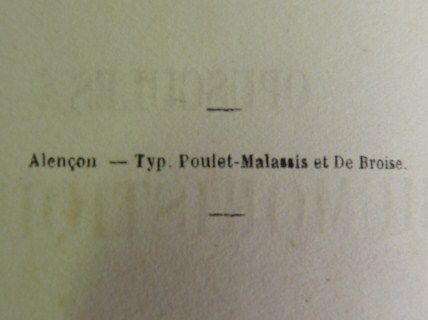 Alençon — Typ. Poulet-Malassis et De Broise.